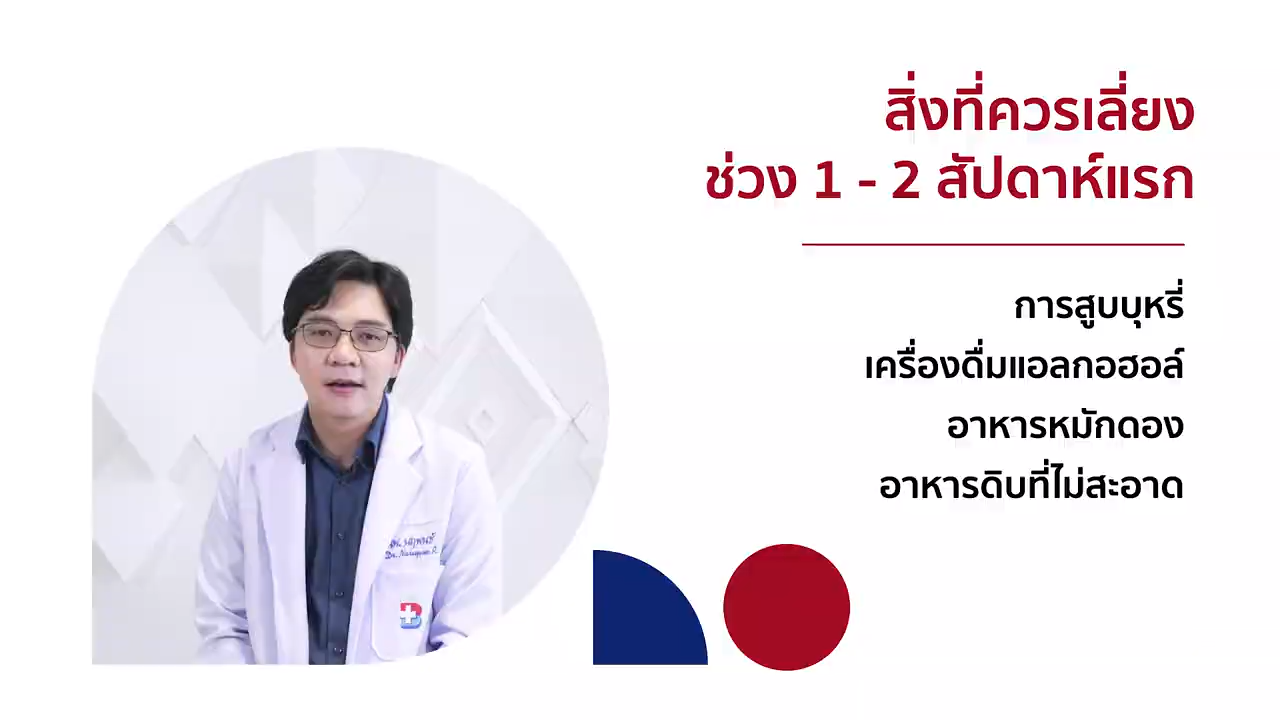 สิ่งที่ควรเลี่ยง
ช่วง 1 - 2 สัปดาห์แรก
การสูบบุหรี่
เครื่องดื่มแอลกอฮอล์
อาหารหมักดอง
อาหารดิบที่ไม่สะอาด